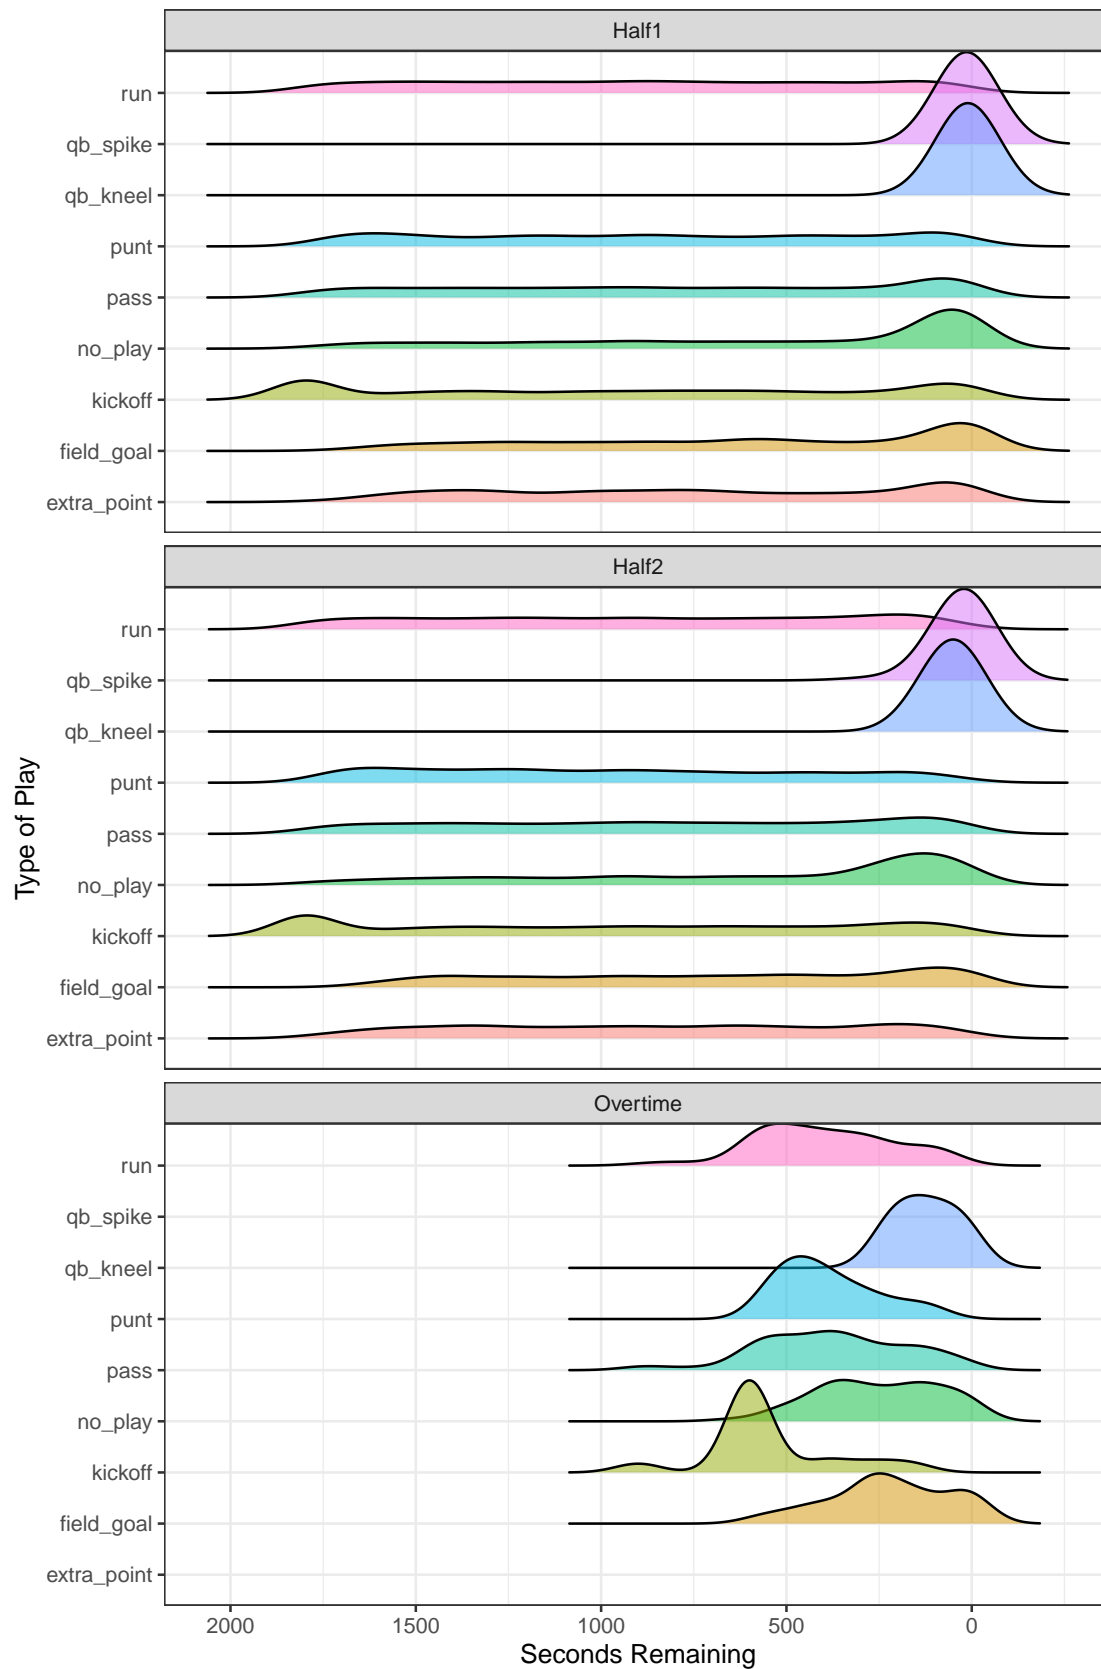 Half1
run
qb_spike
qb_kneel
punt
pass
no_play
kickoff
field_goal
extra_point
Half2
run
qb_spike
qb_kneel
punt
pass
no_play
kickoff
field_goal
extra_point
Type of Play
Overtime
run
qb_spike
qb_kneel
punt
pass
no_play
kickoff
field_goal
extra_point
2000 1500 1000 500 0
Seconds Remaining